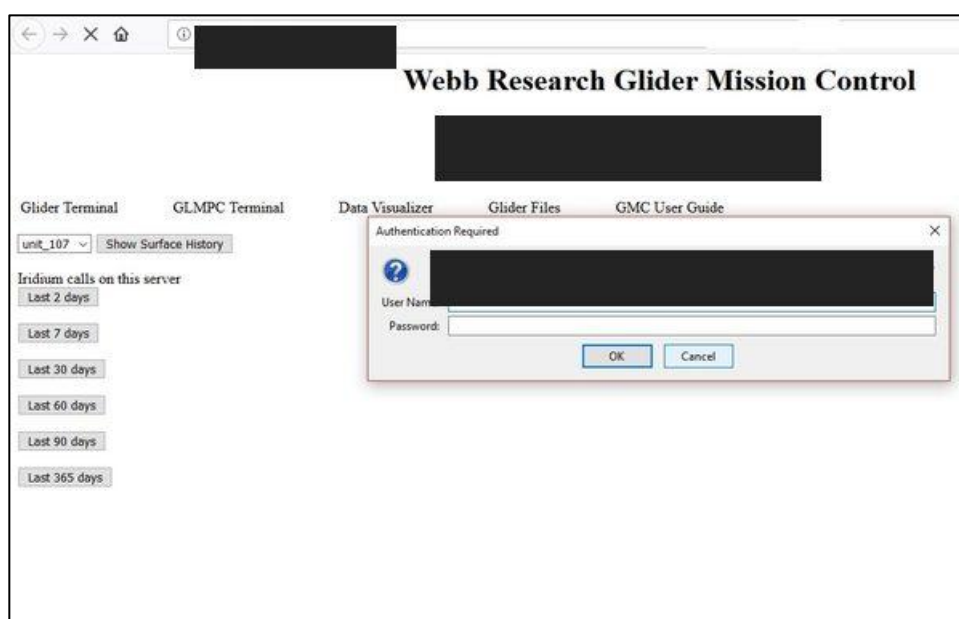 Webb Research Glider Mission Control
Glider Terminal GLMPC Terminal Data Visualizer Glider Files GMC User Guide
Authentication Required
unit_107 Show Surface History
Iridium calls on this server
Last 2 days
User Nam
Password:
Last 7 days
OK Cancel
Last 30 days
Last 60 days
Last 90 days
Last 365 days